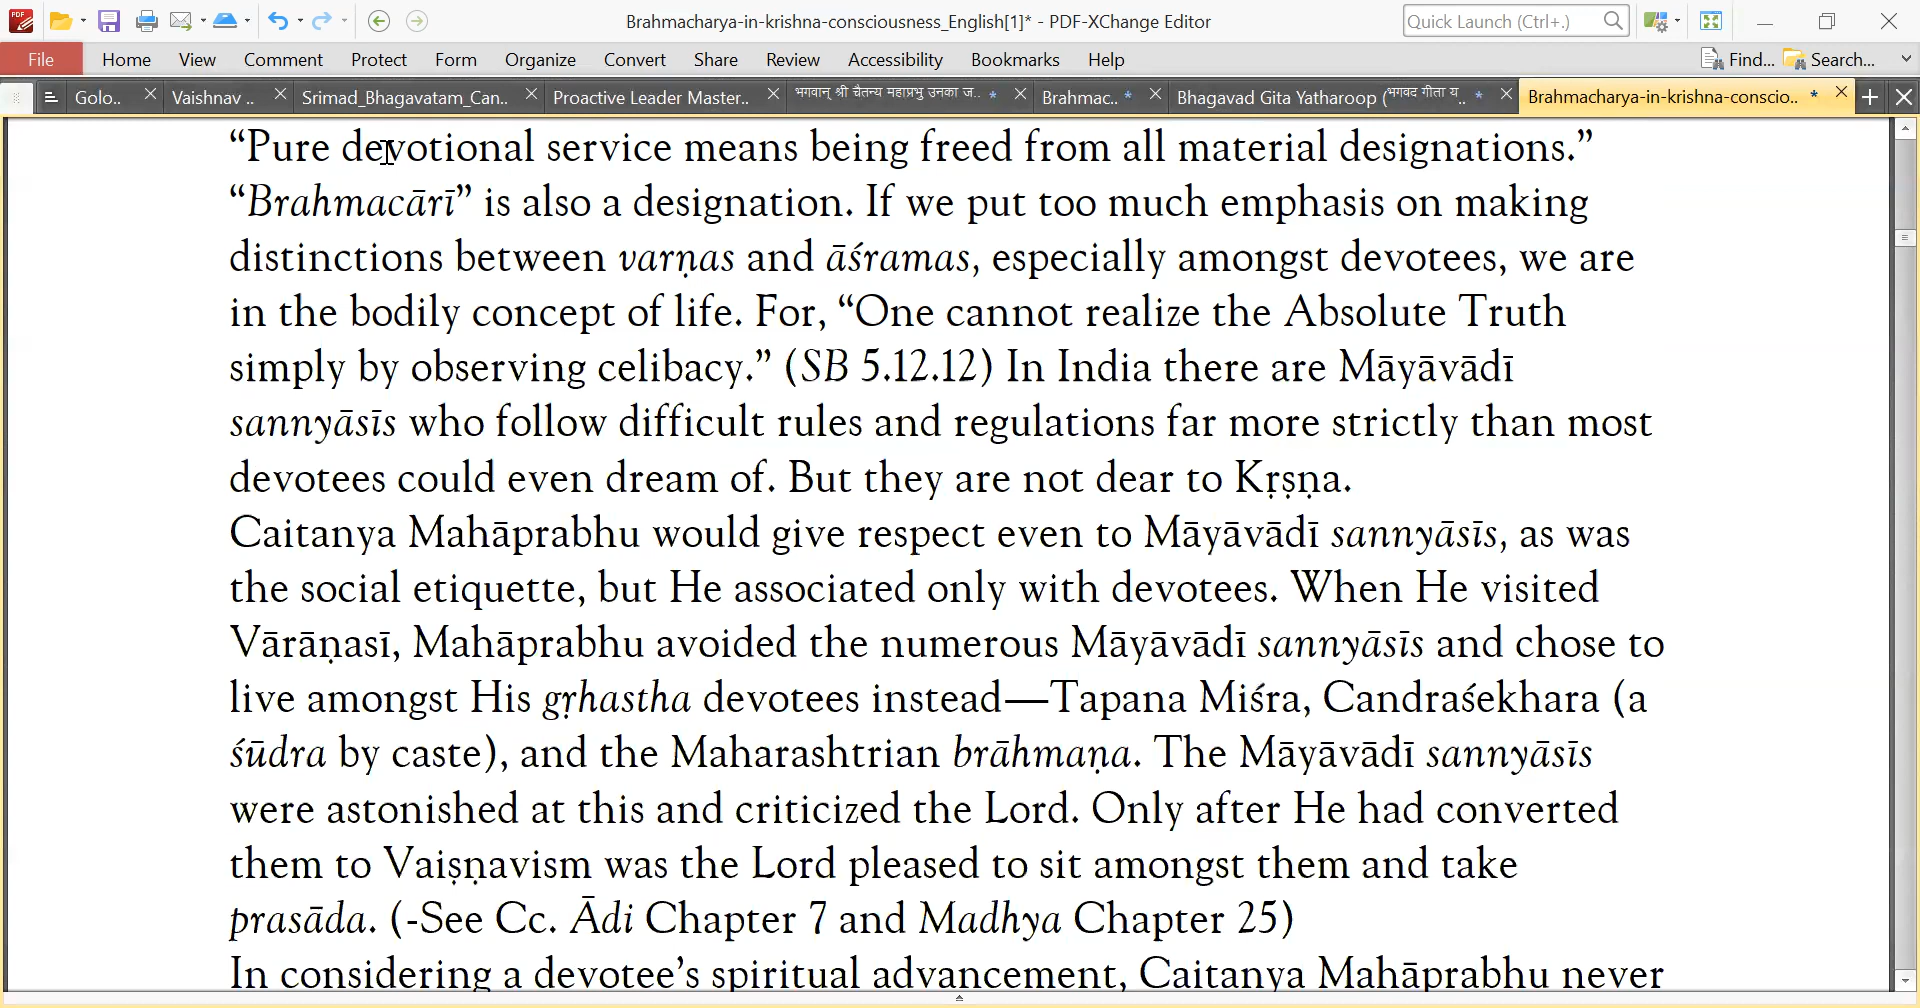 Brahmacharya-in-krishna-consciousness_English[1]* - PDF-XChange Editor
Quick Launch (Ctrl+.)
File Home View Comment Protect Form Organize Convert Share Review Accessibility Bookmarks Help
Find... Search...
Golo.. Vaishnav .. Srimad_Bhagavatam_Can.. Proactive Leader Master.. भगवान् श्री चैतन्य महाप्रभु उनका ज.. * Brahmac.. * Bhagavad Gita Yatharoop (भगवद गीता य.. * Brahmacharya-in-krishna-conscio.. *
“Pure devotional service means being freed from all material designations.”
“Brahmacārī” is also a designation. If we put too much emphasis on making
distinctions between varṇas and āśramas, especially amongst devotees, we are
in the bodily concept of life. For, “One cannot realize the Absolute Truth
simply by observing celibacy.” (SB 5.12.12) In India there are Māyāvādī
sannyāsīs who follow difficult rules and regulations far more strictly than most
devotees could even dream of. But they are not dear to Kṛṣṇa.
Caitanya Mahāprabhu would give respect even to Māyāvādī sannyāsīs, as was
the social etiquette, but He associated only with devotees. When He visited
Vārāṇasī, Mahāprabhu avoided the numerous Māyāvādī sannyāsīs and chose to
live amongst His gṛhastha devotees instead—Tapana Miśra, Candraśekhara (a
śūdra by caste), and the Maharashtrian brāhmaṇa. The Māyāvādī sannyāsīs
were astonished at this and criticized the Lord. Only after He had converted
them to Vaiṣṇavism was the Lord pleased to sit amongst them and take
prasāda. (-See Cc. Ādi Chapter 7 and Madhya Chapter 25)
In considering a devotee’s spiritual advancement, Caitanya Mahāprabhu never